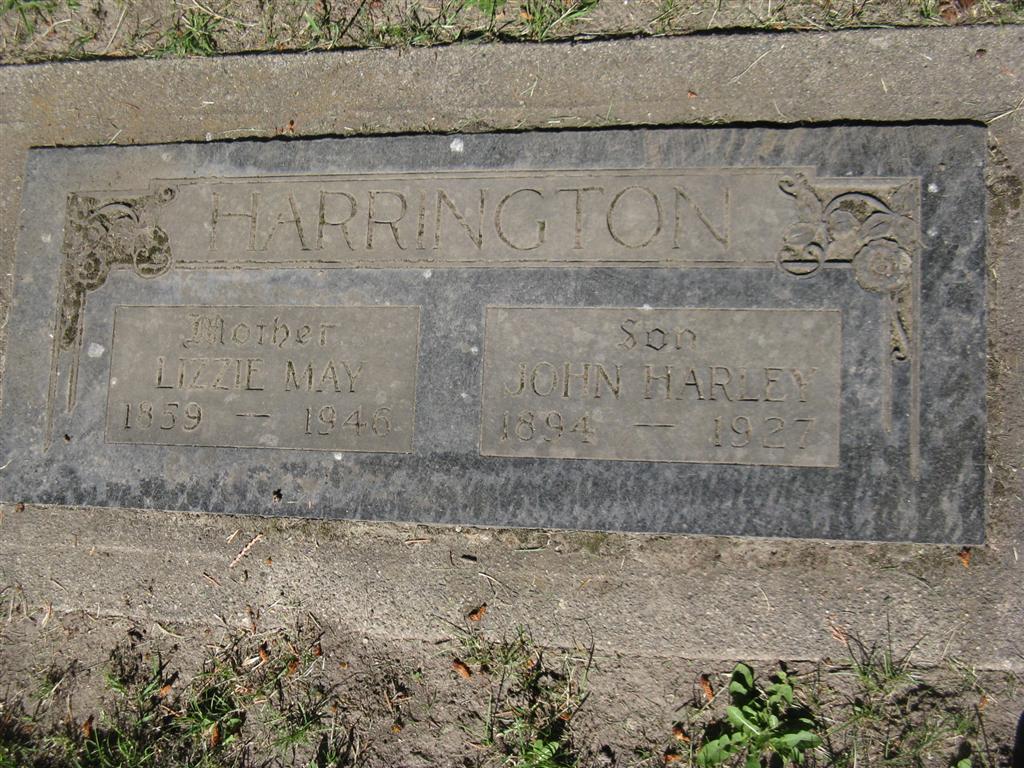 HARRINGTON
Mother
LIZZIE MAY
1859 — 1946
Son
JOHN HARLEY
1894 — 1927